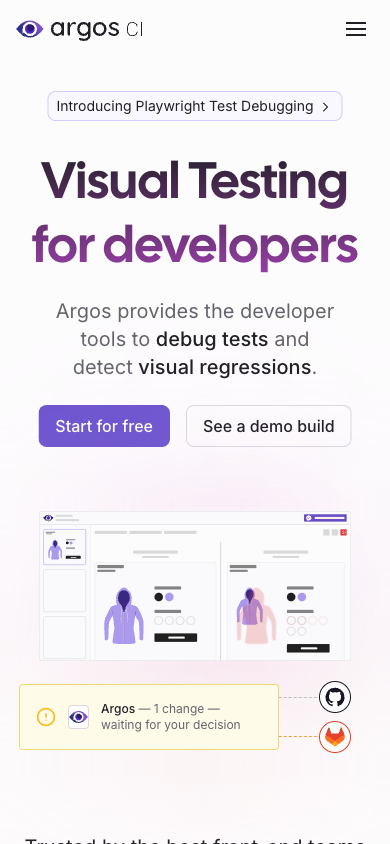 argos CI
Introducing Playwright Test Debugging
Visual Testing
for developers
Argos provides the developer
tools to debug tests and
detect visual regressions.
Start for free
See a demo build
Argos — 1 change —
waiting for your decision
Trusted by the best front-end teams